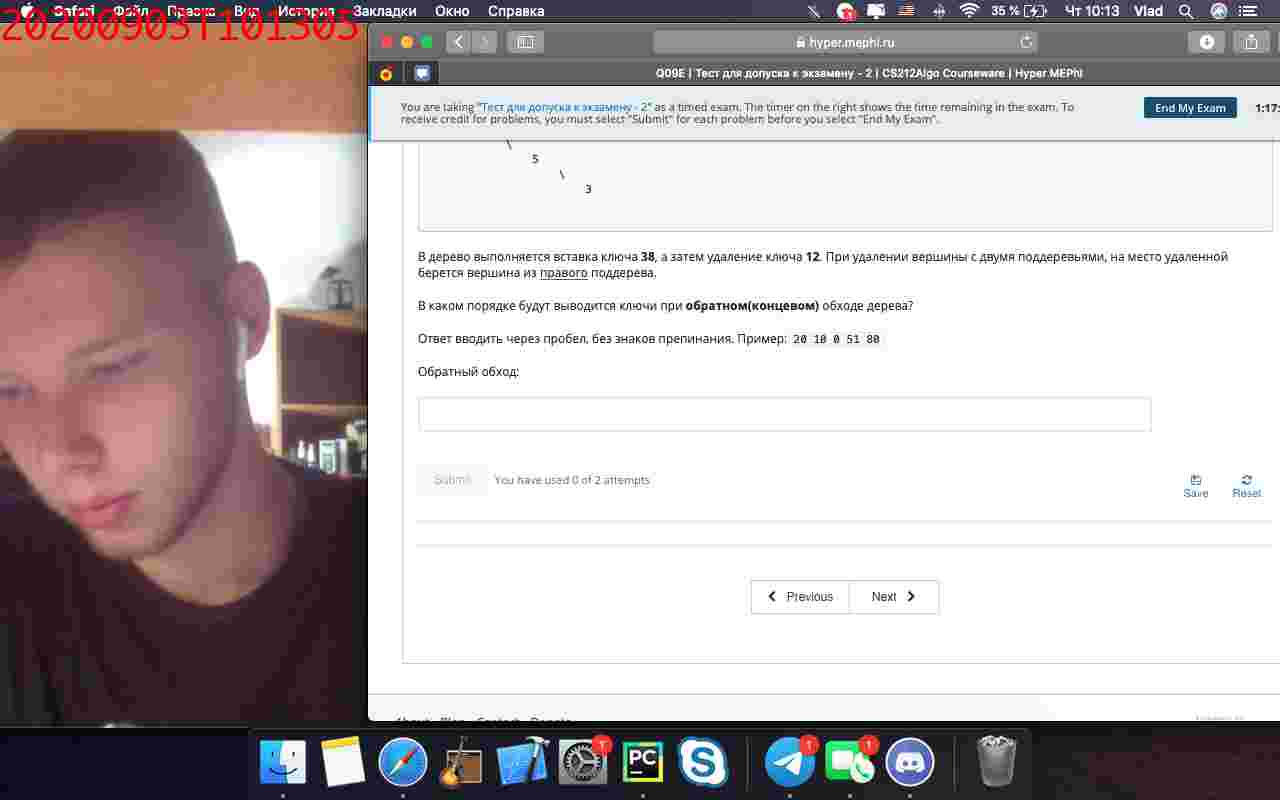 Safari Файл Правка Вид История Закладки Окно Справка 35 % Чт 10:13 Vlad
20200903T101305
hyper.mephi.ru
Q09E | Тест для допуска к экзамену - 2 | CS212Algo Courseware | Hyper.MEPhI
You are taking "Тест для допуска к экзамену - 2" as a timed exam. The timer on the right shows the time remaining in the exam. To
receive credit for problems, you must select "Submit" for each problem before you select "End My Exam".
End My Exam
1:17:
\
5
\
3
В дерево выполняется вставка ключа 38, а затем удаление ключа 12. При удалении вершины с двумя поддеревьями, на место удаленной
берется вершина из правого поддерева.
В каком порядке будут выводится ключи при обратном(концевом) обходе дерева?
Ответ вводить через пробел, без знаков препинания. Пример: 20 10 0 51 80
Обратный обход:
Submit You have used 0 of 2 attempts
Save Reset
Previous Next
PC
1
1
1